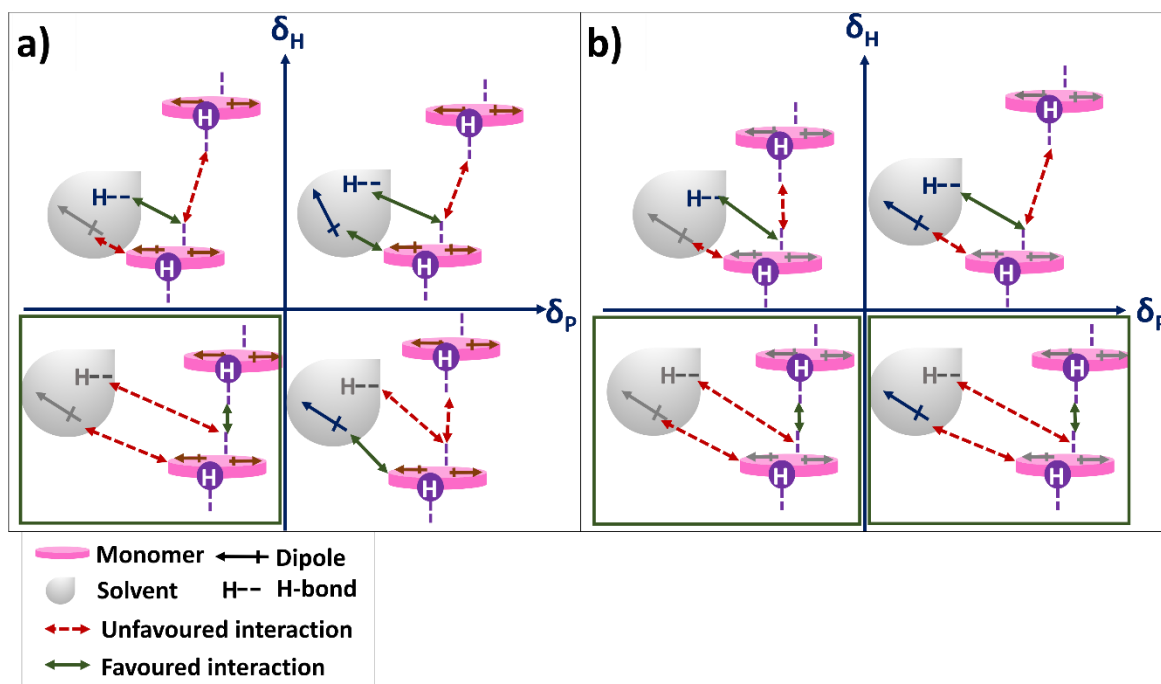 a)
δH
H
H--
H
H
H--
H
δP
H
H--
H
H
H--
H
b)
δH
H
H--
H
H
H--
H
δP
H
H--
H
H
H--
H
Monomer
Dipole
Solvent
H-- H-bond
Unfavoured interaction
Favoured interaction